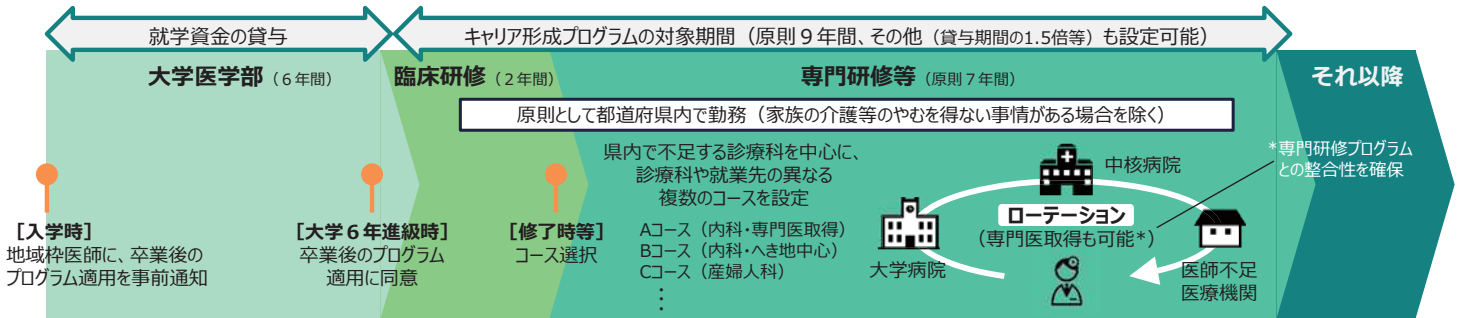 就学資金の貸与
キャリア形成プログラムの対象期間（原則９年間、その他（貸与期間の1.5倍等）も設定可能）
大学医学部（６年間）
臨床研修（２年間）
専門研修等（原則７年間）
それ以降
原則として都道府県内で勤務（家族の介護等のやむを得ない事情がある場合を除く）
県内で不足する診療科を中心に、
診療科や就業先の異なる
複数のコースを設定
Aコース（内科・専門医取得）
Bコース（内科・へき地中心）
Cコース（産婦人科）
⋮
[入学時]
地域枠医師に、卒業後の
プログラム適用を事前通知
[大学６年進級時]
卒業後のプログラム
適用に同意
[修了時等]
コース選択
中核病院
ローテーション
（専門医取得も可能*）
大学病院
医師不足
医療機関
*専門研修プログラム
との整合性を確保